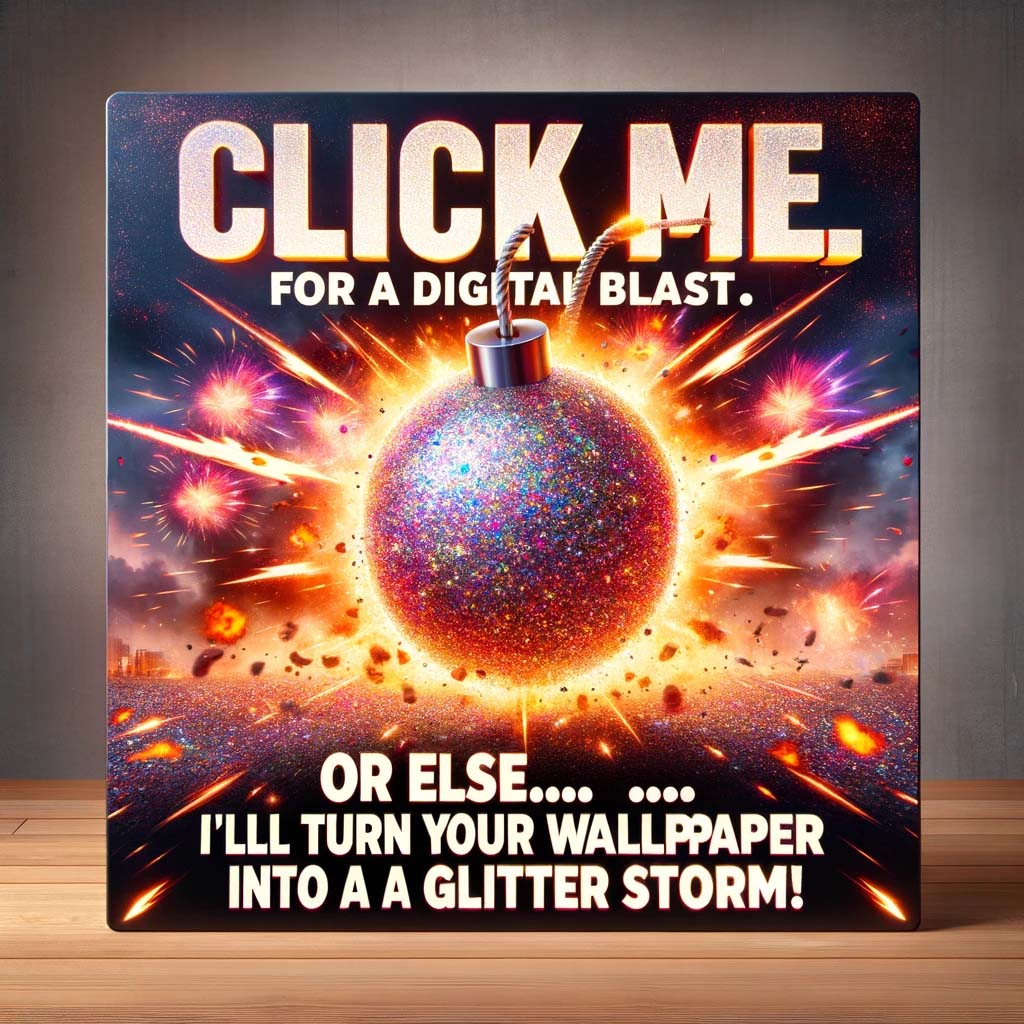 CLICK ME.
FOR A DIGITAL BLAST.
OR ELSE.... ....
I'LLL TURN YOUR WALLPPAPER
INTO A A GLITTER STORM!